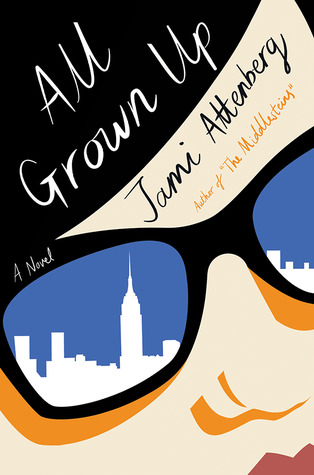 All
Grown Up
Jami Attenberg
Author of "The Middlesteins"
A Novel